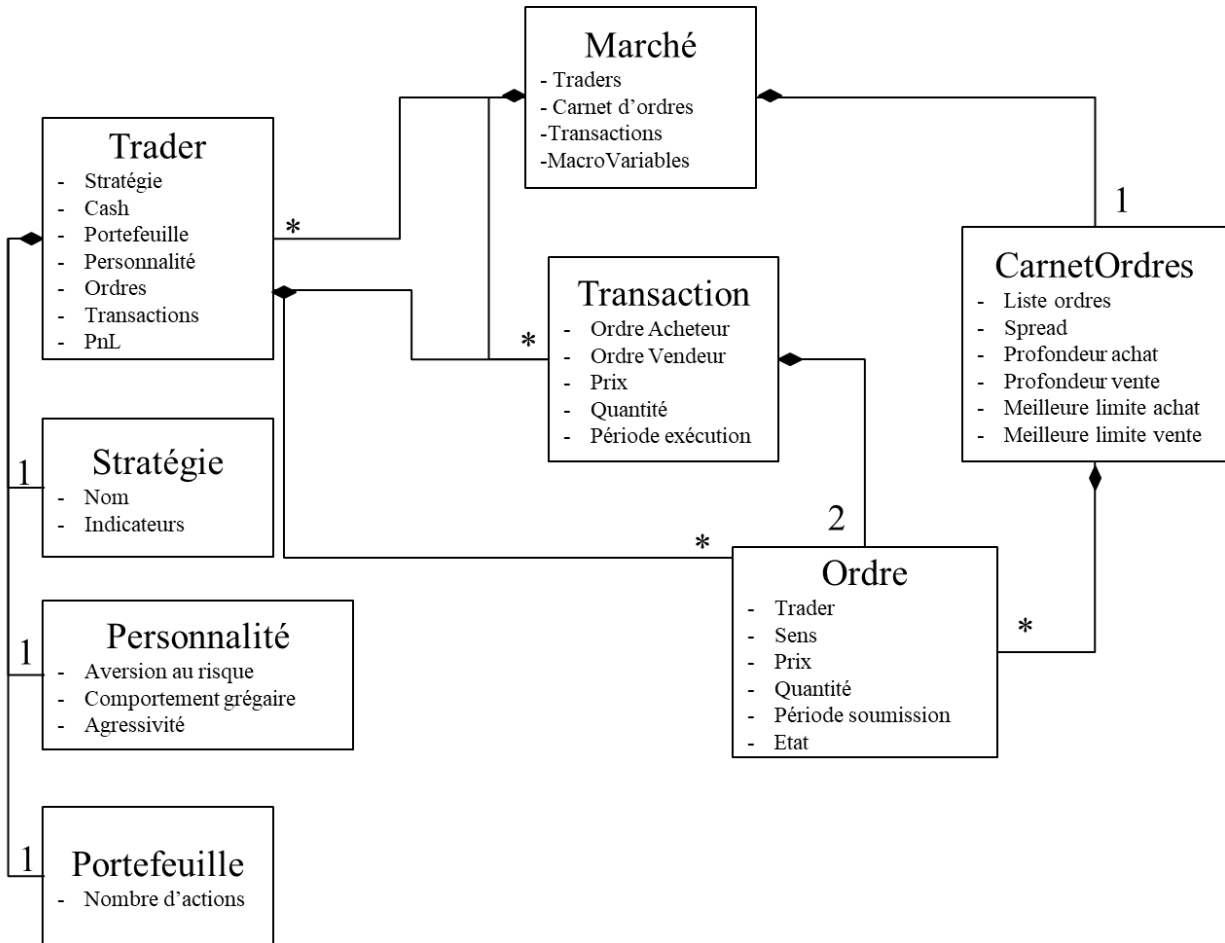 Marché
- Traders
- Carnet d’ordres
-Transactions
-MacroVariables
Trader
- Stratégie
- Cash
- Portefeuille
- Personnalité
- Ordres
- Transactions
- PnL
*
1
CarnetOrdres
- Liste ordres
- Spread
- Profondeur achat
- Profondeur vente
- Meilleure limite achat
- Meilleure limite vente
Transaction
- Ordre Acheteur
- Ordre Vendeur
- Prix
- Quantité
- Période exécution
*
1
Stratégie
- Nom
- Indicateurs
2
*
Ordre
- Trader
- Sens
- Prix
- Quantité
- Période soumission
- Etat
*
1
Personnalité
- Aversion au risque
- Comportement grégaire
- Agressivité
1
Portefeuille
- Nombre d’actions